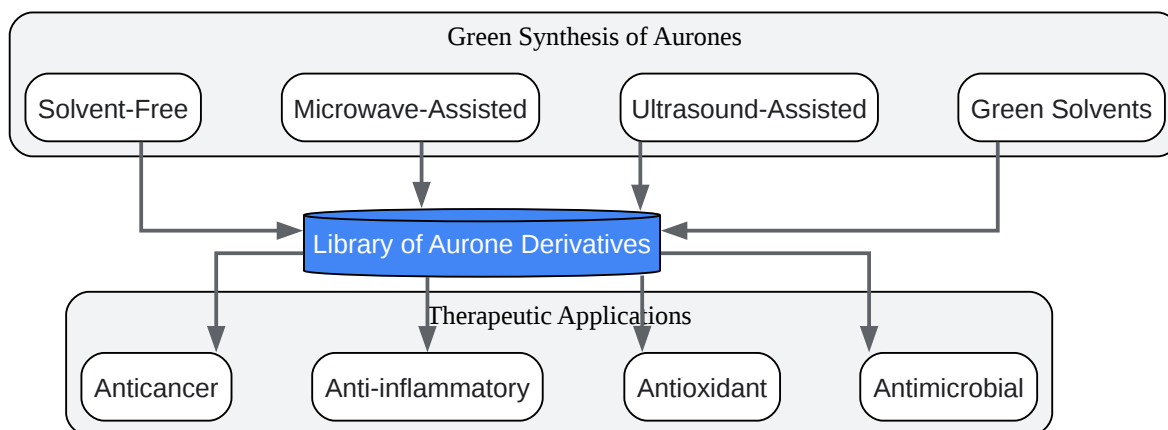 Green Synthesis of Aurones
Solvent-Free
Microwave-Assisted
Ultrasound-Assisted
Green Solvents
Library of Aurone Derivatives
Therapeutic Applications
Anticancer
Anti-inflammatory
Antioxidant
Antimicrobial